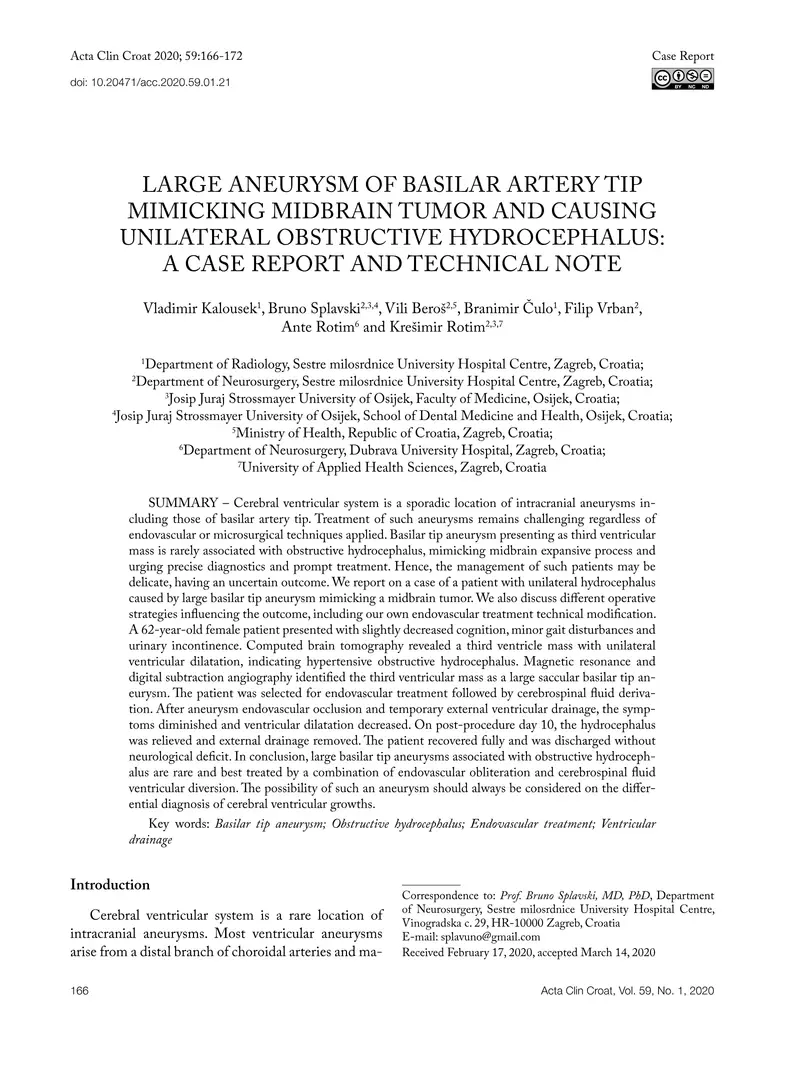 Acta Clin Croat 2020; 59:166-172
Case Report
doi: 10.20471/acc.2020.59.01.21
cc
BY NC ND
LARGE ANEURYSM OF BASILAR ARTERY TIP
MIMICKING MIDBRAIN TUMOR AND CAUSING
UNILATERAL OBSTRUCTIVE HYDROCEPHALUS:
A CASE REPORT AND TECHNICAL NOTE
Vladimir Kalousek¹, Bruno Splavski²,³,⁴, Vili Beroš²,⁵, Branimir Čulo¹, Filip Vrban²,
Ante Rotim⁶ and Krešimir Rotim²,³,⁷
¹Department of Radiology, Sestre milosrdnice University Hospital Centre, Zagreb, Croatia;
²Department of Neurosurgery, Sestre milosrdnice University Hospital Centre, Zagreb, Croatia;
³Josip Juraj Strossmayer University of Osijek, Faculty of Medicine, Osijek, Croatia;
⁴Josip Juraj Strossmayer University of Osijek, School of Dental Medicine and Health, Osijek, Croatia;
⁵Ministry of Health, Republic of Croatia, Zagreb, Croatia;
⁶Department of Neurosurgery, Dubrava University Hospital, Zagreb, Croatia;
⁷University of Applied Health Sciences, Zagreb, Croatia
SUMMARY – Cerebral ventricular system is a sporadic location of intracranial aneurysms in-
cluding those of basilar artery tip. Treatment of such aneurysms remains challenging regardless of
endovascular or microsurgical techniques applied. Basilar tip aneurysm presenting as third ventricular
mass is rarely associated with obstructive hydrocephalus, mimicking midbrain expansive process and
urging precise diagnostics and prompt treatment. Hence, the management of such patients may be
delicate, having an uncertain outcome. We report on a case of a patient with unilateral hydrocephalus
caused by large basilar tip aneurysm mimicking a midbrain tumor. We also discuss different operative
strategies influencing the outcome, including our own endovascular treatment technical modification.
A 62-year-old female patient presented with slightly decreased cognition, minor gait disturbances and
urinary incontinence. Computed brain tomography revealed a third ventricle mass with unilateral
ventricular dilatation, indicating hypertensive obstructive hydrocephalus. Magnetic resonance and
digital subtraction angiography identified the third ventricular mass as a large saccular basilar tip an-
eurysm. The patient was selected for endovascular treatment followed by cerebrospinal fluid deriva-
tion. After aneurysm endovascular occlusion and temporary external ventricular drainage, the symp-
toms diminished and ventricular dilatation decreased. On post-procedure day 10, the hydrocephalus
was relieved and external drainage removed. The patient recovered fully and was discharged without
neurological deficit. In conclusion, large basilar tip aneurysms associated with obstructive hydroceph-
alus are rare and best treated by a combination of endovascular obliteration and cerebrospinal fluid
ventricular diversion. The possibility of such an aneurysm should always be considered on the differ-
ential diagnosis of cerebral ventricular growths.
Key words: Basilar tip aneurysm; Obstructive hydrocephalus; Endovascular treatment; Ventricular
drainage
Introduction
Cerebral ventricular system is a rare location of
intracranial aneurysms. Most ventricular aneurysms
arise from a distal branch of choroidal arteries and ma-
Correspondence to: Prof. Bruno Splavski, MD, PhD, Department
of Neurosurgery, Sestre milosrdnice University Hospital Centre,
Vinogradska c. 29, HR-10000 Zagreb, Croatia
E-mail: splavuno@gmail.com
Received February 17, 2020, accepted March 14, 2020
166
Acta Clin Croat, Vol. 59, No. 1, 2020